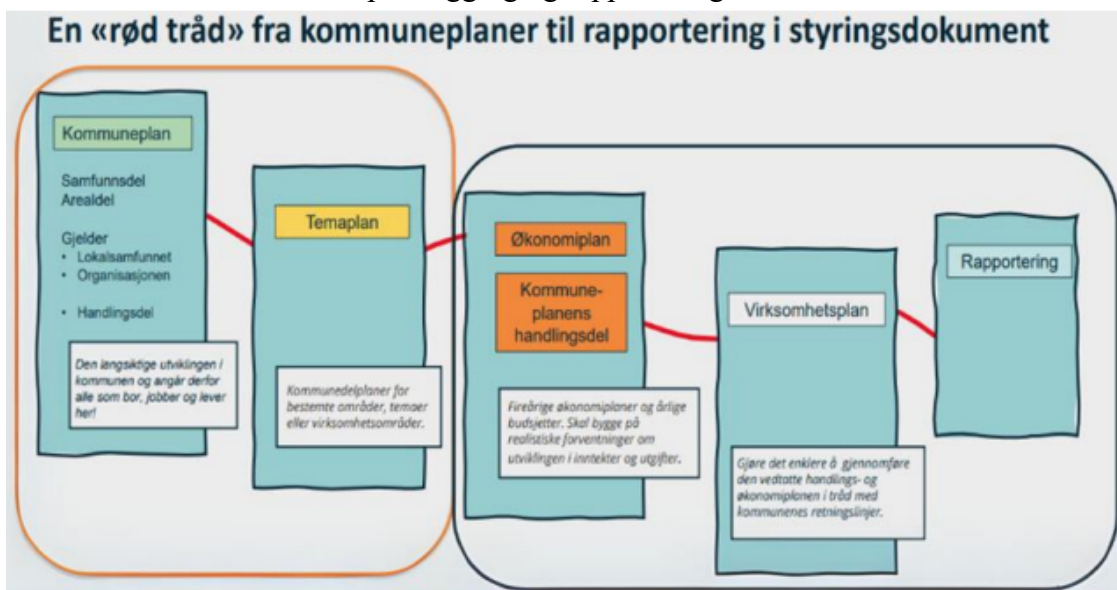 En «rød tråd» fra kommuneplaner til rapportering i styringsdokument
Kommuneplan
Samfunnsdel
Arealdel
Gjelder
• Lokalsamfunnet
• Organisasjonen
• Handlingsdel
Den langsiktige utviklingen i
kommunen og angår derfor
alle som bor, jobber og lever
her!
Temaplan
Kommunedelplaner for
bestemte områder, temaer
eller virksomhetsområder.
Økonomiplan
Kommune-
planens
handlingsdel
Fireårige økonomiplaner og årlige
budsjetter. Skal bygge på
realistiske forventninger om
utviklingen i inntekter og utgifter.
Virksomhetsplan
Gjøre det enklere å gjennomføre
den vedtatte handlings- og
økonomiplanen i tråd med
kommunenes retningslinjer.
Rapportering